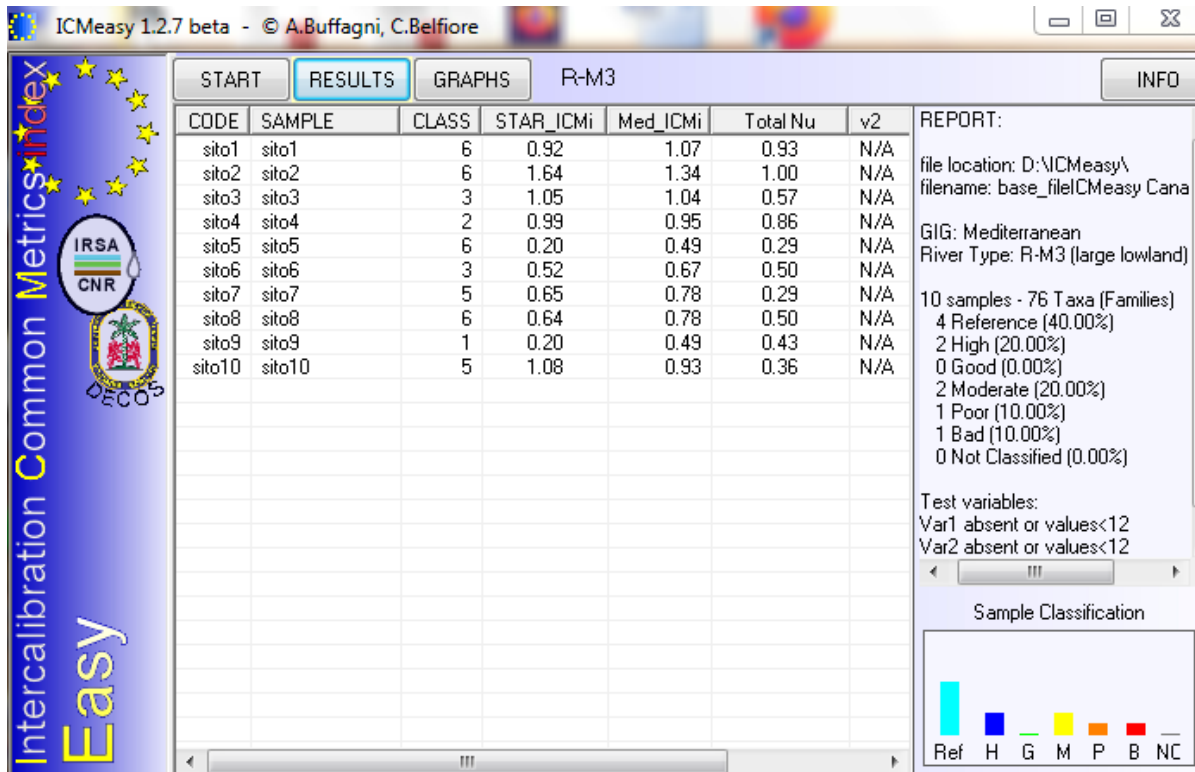 ICMeasy 1.2.7 beta - © A.Buffagni, C.Belfiore
START RESULTS GRAPHS R-M3 INFO
CODE SAMPLE CLASS STAR_ICMi Med_ICMi Total Nu v2
sito1 sito1 6 0.92 1.07 0.93 N/A
sito2 sito2 6 1.64 1.34 1.00 N/A
sito3 sito3 3 1.05 1.04 0.57 N/A
sito4 sito4 2 0.99 0.95 0.86 N/A
sito5 sito5 6 0.20 0.49 0.29 N/A
sito6 sito6 3 0.52 0.67 0.50 N/A
sito7 sito7 5 0.65 0.78 0.29 N/A
sito8 sito8 6 0.64 0.78 0.50 N/A
sito9 sito9 1 0.20 0.49 0.43 N/A
sito10 sito10 5 1.08 0.93 0.36 N/A
REPORT:
file location: D:\ICMeasy\
filename: base_fileICMeasy Cana
GIG: Mediterranean
River Type: R-M3 (large lowland)
10 samples - 76 Taxa (Families)
4 Reference (40.00%)
2 High (20.00%)
0 Good (0.00%)
2 Moderate (20.00%)
1 Poor (10.00%)
1 Bad (10.00%)
0 Not Classified (0.00%)
Test variables:
Var1 absent or values<12
Var2 absent or values<12
Sample Classification
Ref H G M P B NC
Intercalibration Common Metrics index
Easy
IRSA
CNR
DECOS